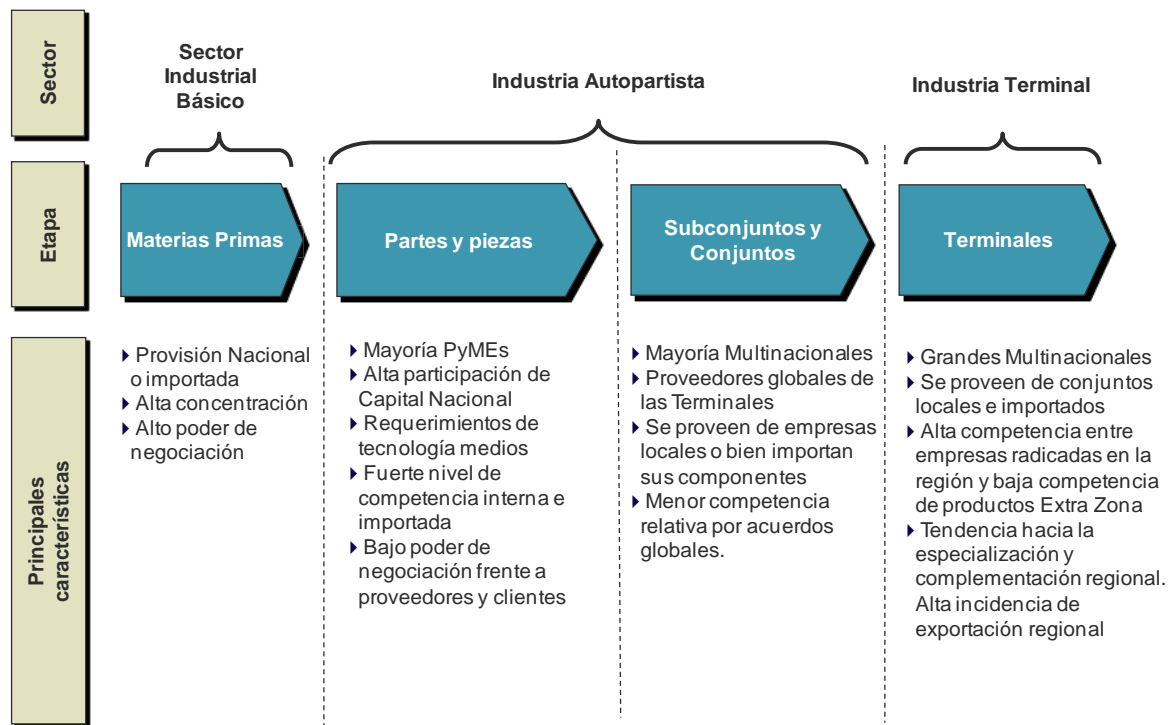 Sector
Sector
Industrial
Básico
Industria Autopartista
Industria Terminal
Etapa
Materias Primas
Partes y piezas
Subconjuntos y
Conjuntos
Terminales
Principales
características
Provisión Nacional
o importada
Alta concentración
Alto poder de
negociación
Mayoría PyMEs
Alta participación de
Capital Nacional
Requerimientos de
tecnología medios
Fuerte nivel de
competencia interna e
importada
Bajo poder de
negociación frente a
proveedores y clientes
Mayoría Multinacionales
Proveedores globales de
las Terminales
Se proveen de empresas
locales o bien importan
sus componentes
Menor competencia
relativa por acuerdos
globales.
Grandes Multinacionales
Se proveen de conjuntos
locales e importados
Alta competencia entre
empresas radicadas en la
región y baja competencia
de productos Extra Zona
Tendencia hacia la
especialización y
complementación regional.
Alta incidencia de
exportación regional